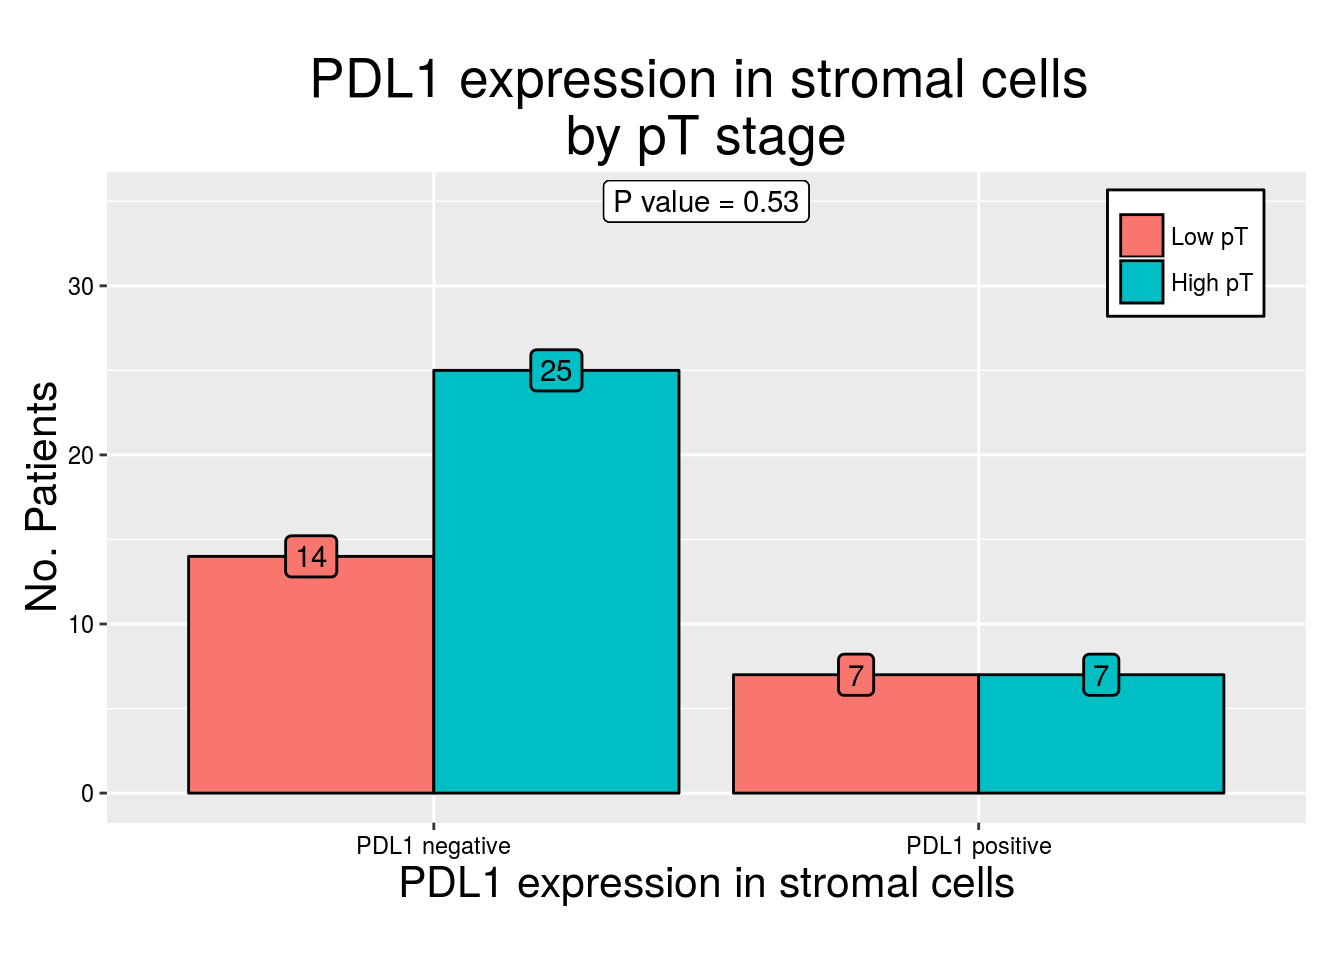 PDL1 expression in stromal cells
by pT stage
P value = 0.53
Low pT
High pT
No. Patients
30
20
10
0
14
25
7
7
PDL1 negative
PDL1 positive
PDL1 expression in stromal cells